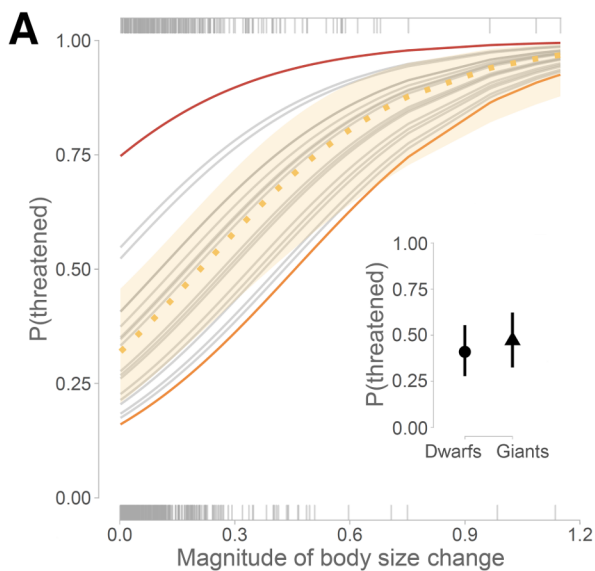 A
1.00
0.75
0.50
0.25
0.00
P(threatened)
0.0 0.3 0.6 0.9 1.2
Magnitude of body size change
1.00
0.75
0.50
0.25
0.00
P(threatened)
Dwarfs Giants